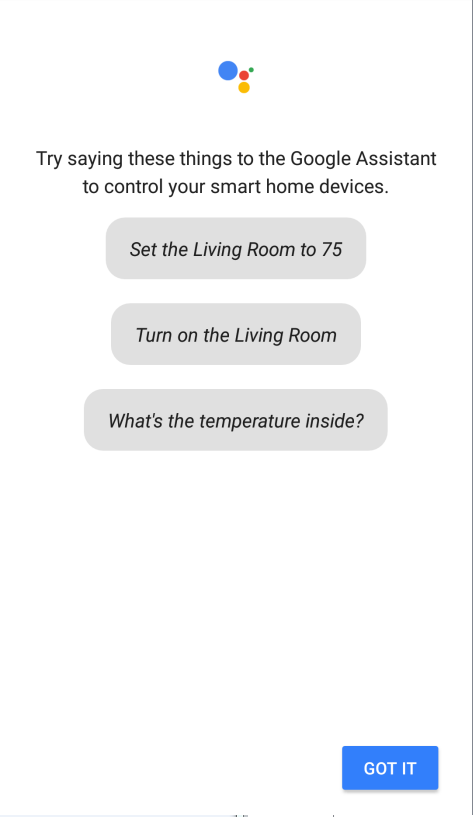 Try saying these things to the Google Assistant
to control your smart home devices.
Set the Living Room to 75
Turn on the Living Room
What's the temperature inside?
GOT IT